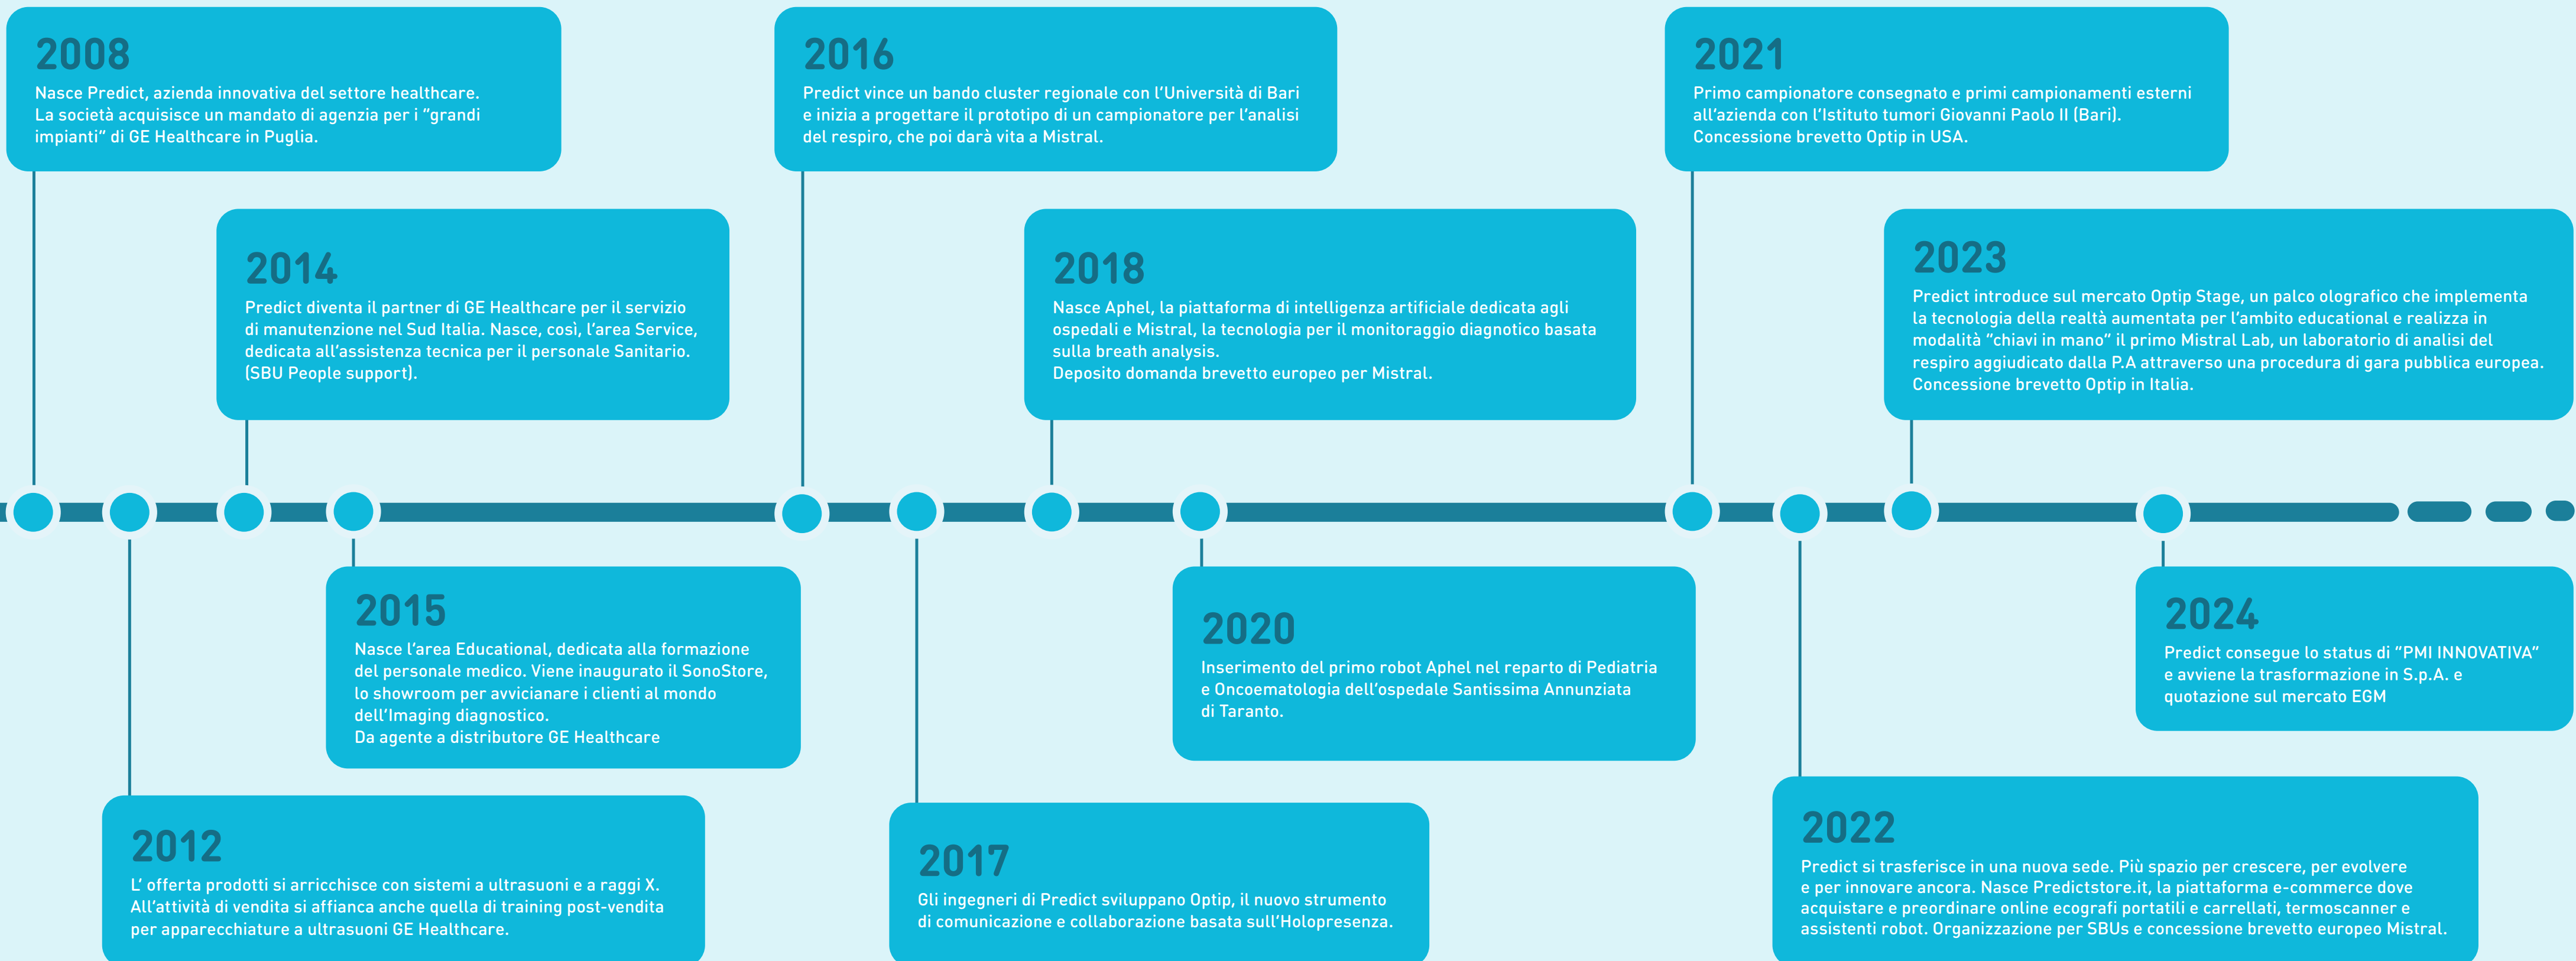 2008
Nasce Predict, azienda innovativa del settore healthcare.
La società acquisisce un mandato di agenzia per i “grandi
impianti” di GE Healthcare in Puglia.
2016
Predict vince un bando cluster regionale con l’Università di Bari
e inizia a progettare il prototipo di un campionatore per l’analisi
del respiro, che poi darà vita a Mistral.
2021
Primo campionatore consegnato e primi campionamenti esterni
all’azienda con l’Istituto tumori Giovanni Paolo II (Bari).
Concessione brevetto Optip in USA.
2014
Predict diventa il partner di GE Healthcare per il servizio
di manutenzione nel Sud Italia. Nasce, così, l’area Service,
dedicata all’assistenza tecnica per il personale Sanitario.
(SBU People support).
2018
Nasce Aphel, la piattaforma di intelligenza artificiale dedicata agli
ospedali e Mistral, la tecnologia per il monitoraggio diagnotico basata
sulla breath analysis.
Deposito domanda brevetto europeo per Mistral.
2023
Predict introduce sul mercato Optip Stage, un palco olografico che implementa
la tecnologia della realtà aumentata per l’ambito educational e realizza in
modalità “chiavi in mano” il primo Mistral Lab, un laboratorio di analisi del
respiro aggiudicato dalla P.A attraverso una procedura di gara pubblica europea.
Concessione brevetto Optip in Italia.
2015
Nasce l’area Educational, dedicata alla formazione
del personale medico. Viene inaugurato il SonoStore,
lo showroom per avvicianare i clienti al mondo
dell’Imaging diagnostico.
Da agente a distributore GE Healthcare
2020
Inserimento del primo robot Aphel nel reparto di Pediatria
e Oncoematologia dell’ospedale Santissima Annunziata
di Taranto.
2024
Predict consegue lo status di “PMI INNOVATIVA”
e avviene la trasformazione in S.p.A. e
quotazione sul mercato EGM
2012
L’ offerta prodotti si arricchisce con sistemi a ultrasuoni e a raggi X.
All’attività di vendita si affianca anche quella di training post-vendita
per apparecchiature a ultrasuoni GE Healthcare.
2017
Gli ingegneri di Predict sviluppano Optip, il nuovo strumento
di comunicazione e collaborazione basata sull’Holopresenza.
2022
Predict si trasferisce in una nuova sede. Più spazio per crescere, per evolvere
e per innovare ancora. Nasce Predictstore.it, la piattaforma e-commerce dove
acquistare e preordinare online ecografi portatili e carrellati, termoscanner e
assistenti robot. Organizzazione per SBUs e concessione brevetto europeo Mistral.